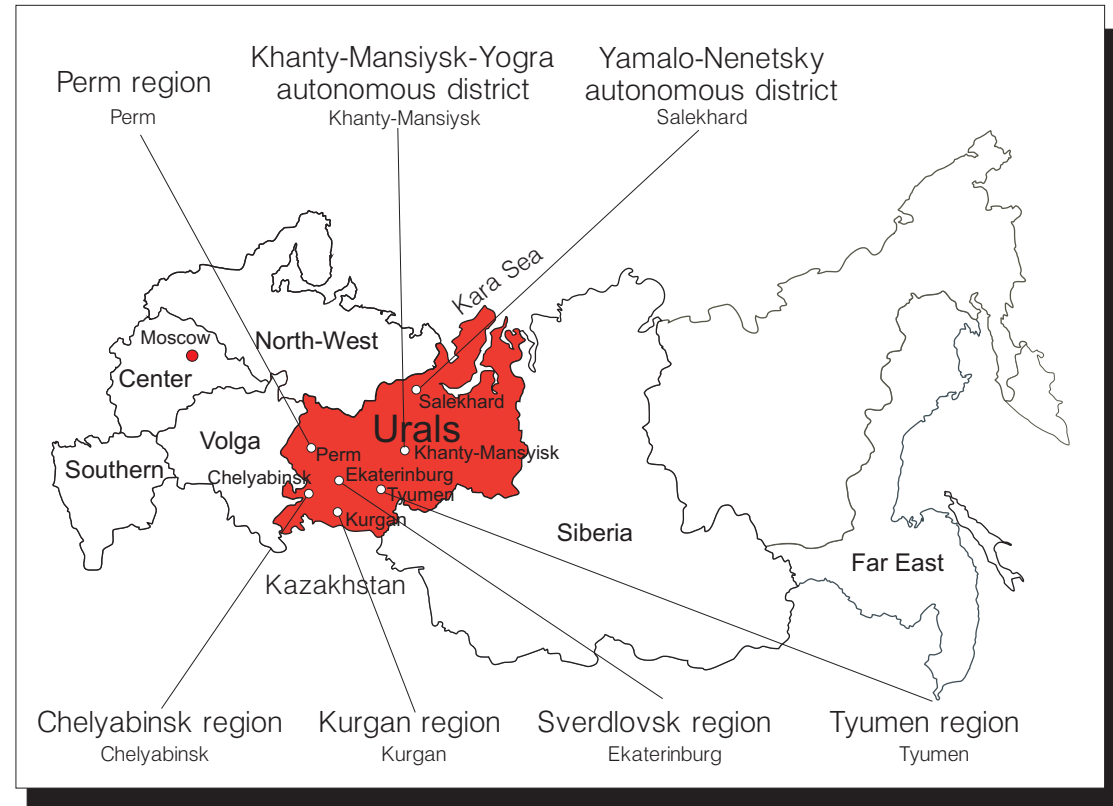 Khanty-Mansiysk-Yogra
autonomous district
Khanty-Mansiysk
Yamalo-Nenetsky
autonomous district
Salekhard
Perm region
Perm
Kara Sea
Moscow
North-West
Center
Salekhard
Urals
Volga
Perm
Khanty-Mansyisk
Southern
Chelyabinsk
Ekaterinburg
Tyumen
Kurgan
Siberia
Far East
Kazakhstan
Chelyabinsk region
Chelyabinsk
Kurgan region
Kurgan
Sverdlovsk region
Ekaterinburg
Tyumen region
Tyumen